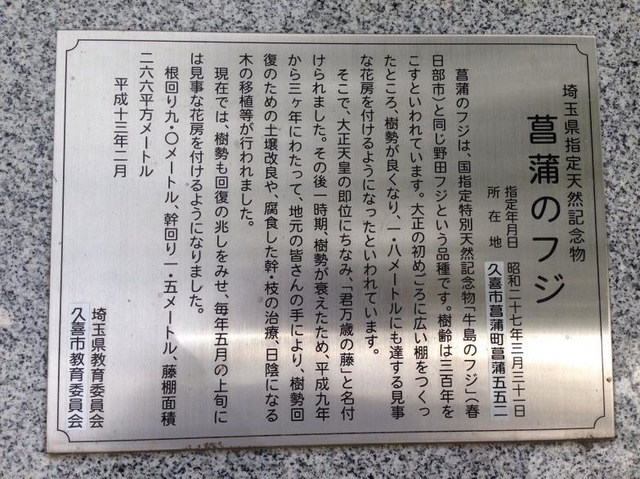 埼玉県指定天然記念物
菖蒲のフジ
指定年月日 昭和二十七年三月三十一日
所在地 久喜市菖蒲町菖蒲五五二
菖蒲のフジは、国指定特別天然記念物「牛島のフジ」（春
日部市）と同じ野田フジという品種です。樹齢は三百年を
こすといわれています。大正の初めごろに広い棚をつくっ
たところ、樹勢が良くなり、一・八メートルにも達する見事
な花房を付けるようになったといわれています。
そこで、大正天皇の即位にちなみ、「君万歳の藤」と名付
けられました。その後一時期、樹勢が衰えたため、平成九年
から三ヶ年にわたって、地元の皆さんの手により、樹勢回
復のための土壌改良や、腐食した幹・枝の治療、日陰になる
木の移植等が行われました。
現在では、樹勢も回復の兆しをみせ、毎年五月の上旬に
は見事な花房を付けるようになりました。
根回り九・〇メートル、幹回り一・五メートル、藤棚面積
二六六平方メートル
平成十三年二月
埼玉県教育委員会
久喜市教育委員会